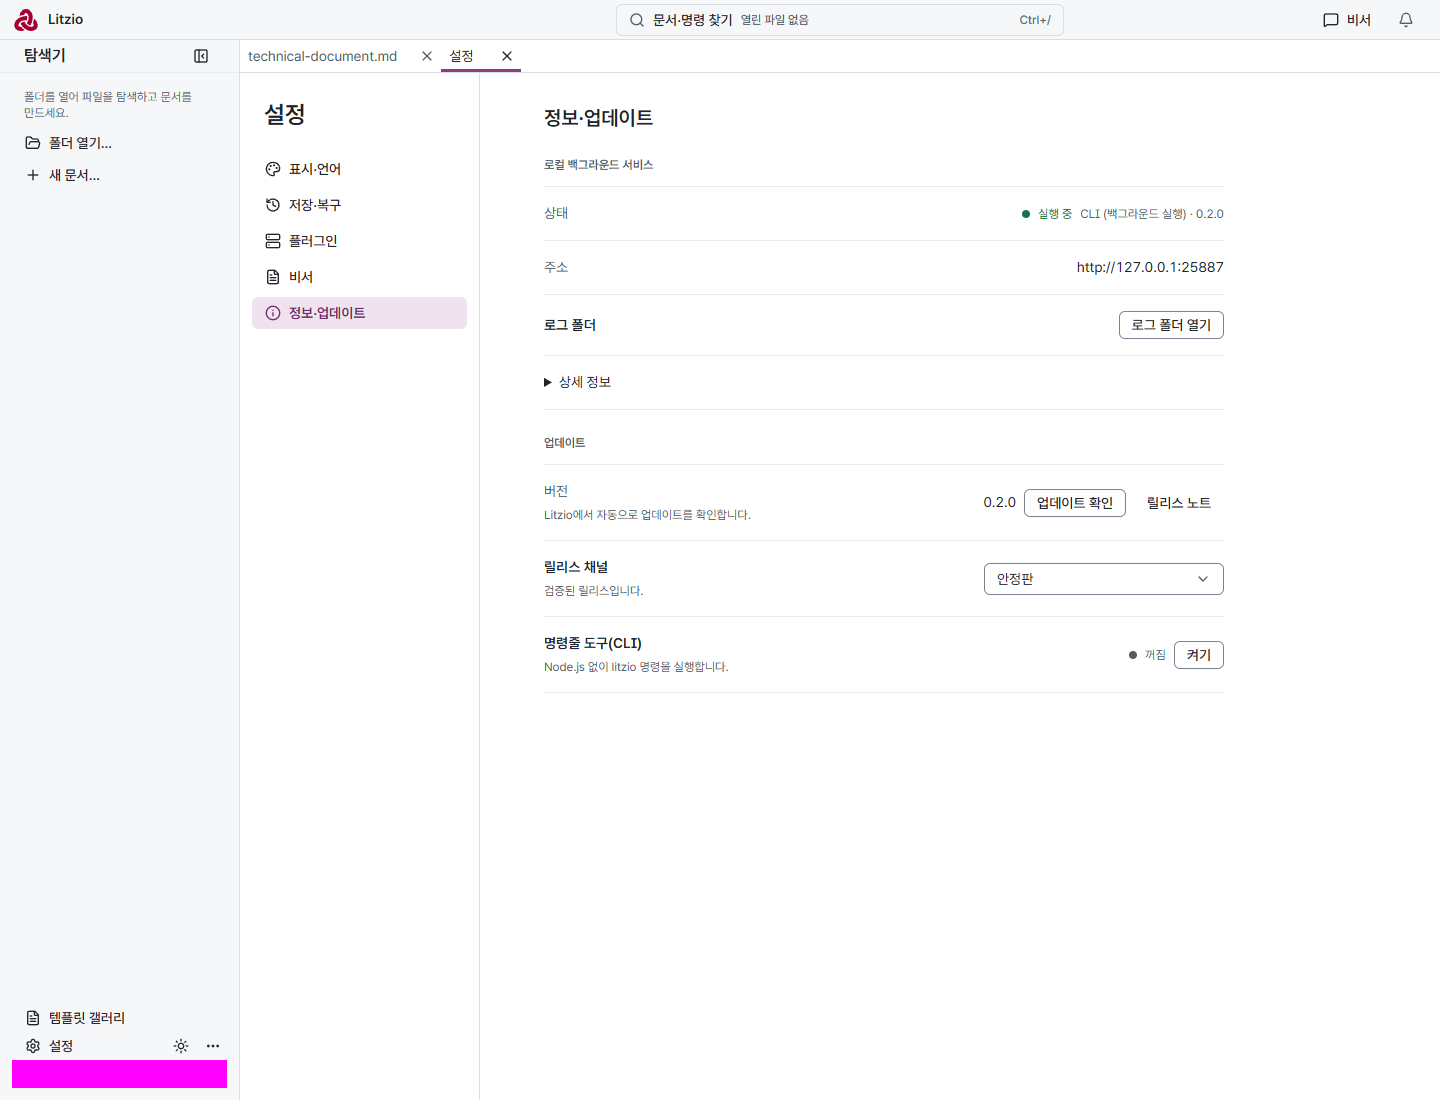 Litzio
문서·명령 찾기 열린 파일 없음 Ctrl+/
비서
탐색기
technical-document.md
설정
폴더를 열어 파일을 탐색하고 문서를
만드세요.
폴더 열기...
새 문서...
템플릿 갤러리
설정
설정
표시·언어
저장·복구
플러그인
비서
정보·업데이트
정보·업데이트
로컬 백그라운드 서비스
상태 실행 중 CLI (백그라운드 실행) · 0.2.0
주소 http://127.0.0.1:25887
로그 폴더 로그 폴더 열기
상세 정보
업데이트
버전
Litzio에서 자동으로 업데이트를 확인합니다.
0.2.0 업데이트 확인 릴리스 노트
릴리스 채널
검증된 릴리스입니다.
안정판
명령줄 도구(CLI)
Node.js 없이 litzio 명령을 실행합니다.
꺼짐 켜기